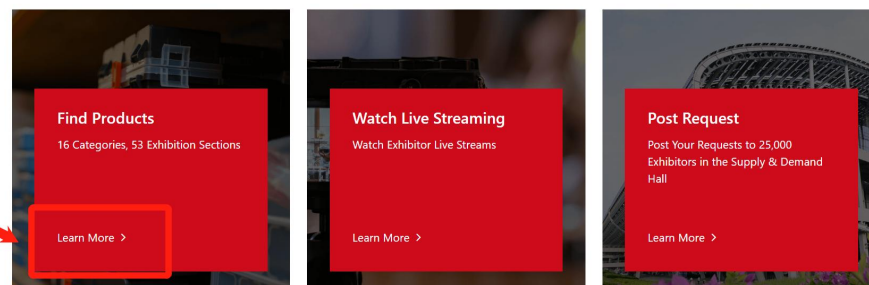 Find Products
16 Categories, 53 Exhibition Sections
Learn More >
Watch Live Streaming
Watch Exhibitor Live Streams
Learn More >
Post Request
Post Your Requests to 25,000
Exhibitors in the Supply & Demand
Hall
Learn More >